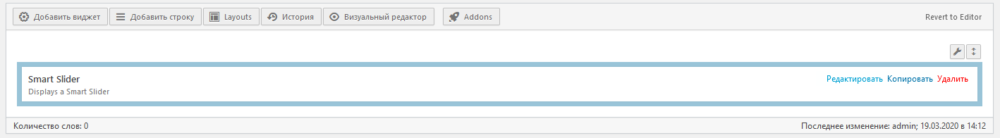 Добавить виджет Добавить строку Layouts История Визуальный редактор Addons Revert to Editor
Smart Slider Редактировать Копировать Удалить
Displays a Smart Slider
Количество слов: 0 Последнее изменение: admin; 19.03.2020 в 14:12